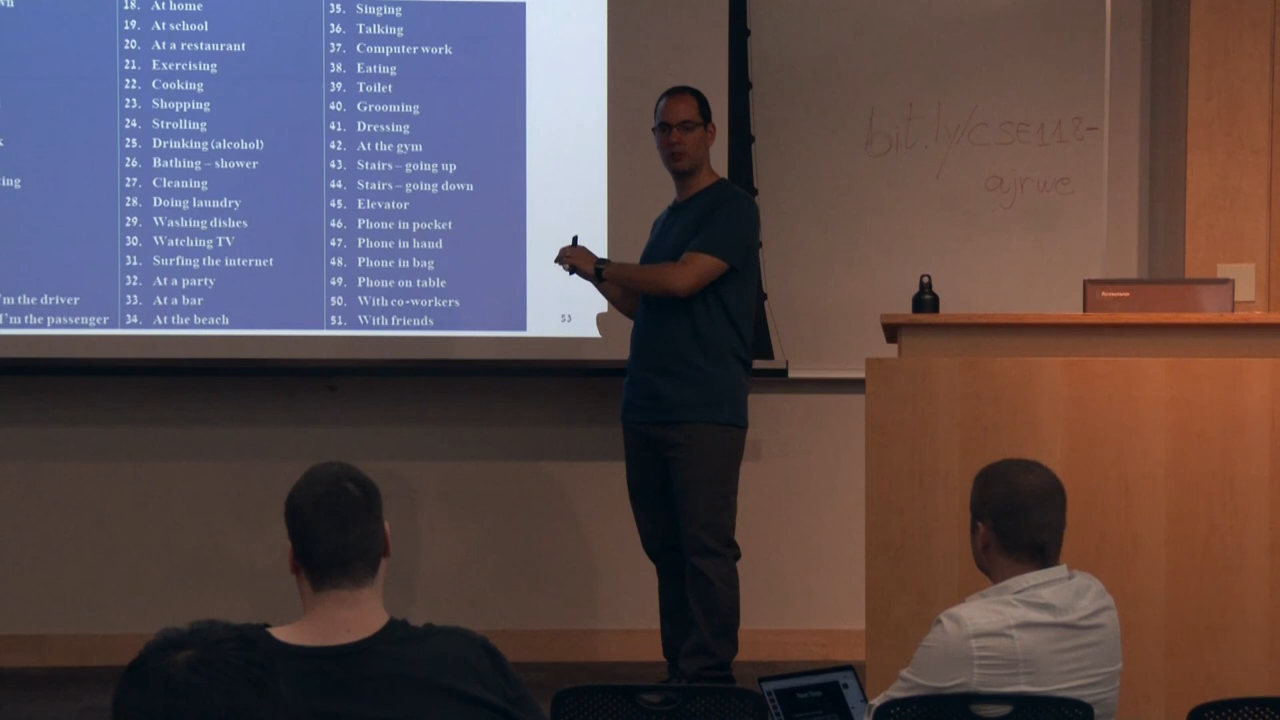 18. At home
19. At school
20. At a restaurant
21. Exercising
22. Cooking
23. Shopping
24. Strolling
25. Drinking (alcohol)
26. Bathing – shower
27. Cleaning
28. Doing laundry
29. Washing dishes
30. Watching TV
31. Surfing the internet
32. At a party
33. At a bar
34. At the beach
35. Singing
36. Talking
37. Computer work
38. Eating
39. Toilet
40. Grooming
41. Dressing
42. At the gym
43. Stairs – going up
44. Stairs – going down
45. Elevator
46. Phone in pocket
47. Phone in hand
48. Phone in bag
49. Phone on table
50. With co-workers
51. With friends
'm the driver
I'm the passenger
53
bit.ly/CSE118-
ajrwe